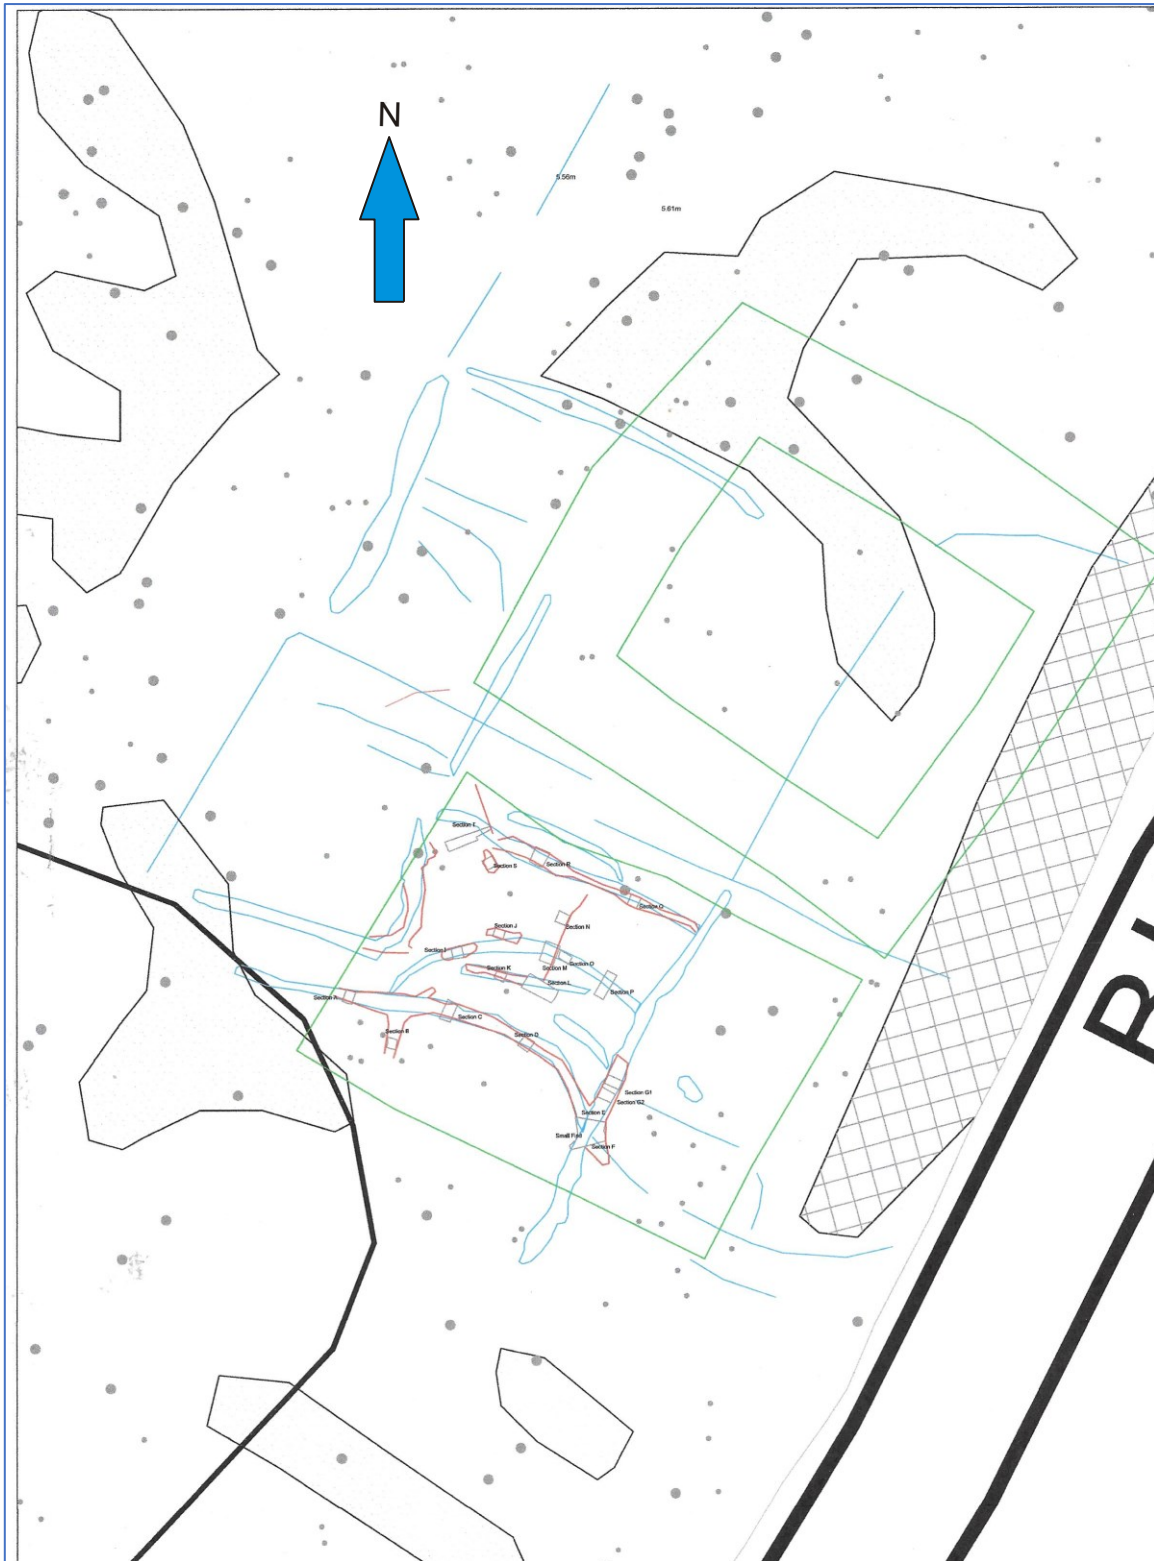 N
5.56m
5.61m
Section T
Section S
Section R
Section Q
Section J
Section N
Section I
Section O
Section K
Section M
Section L
Section P
Section A
Section C
Section B
Section D
Section G1
Section G2
Section E
Small Find
Section F